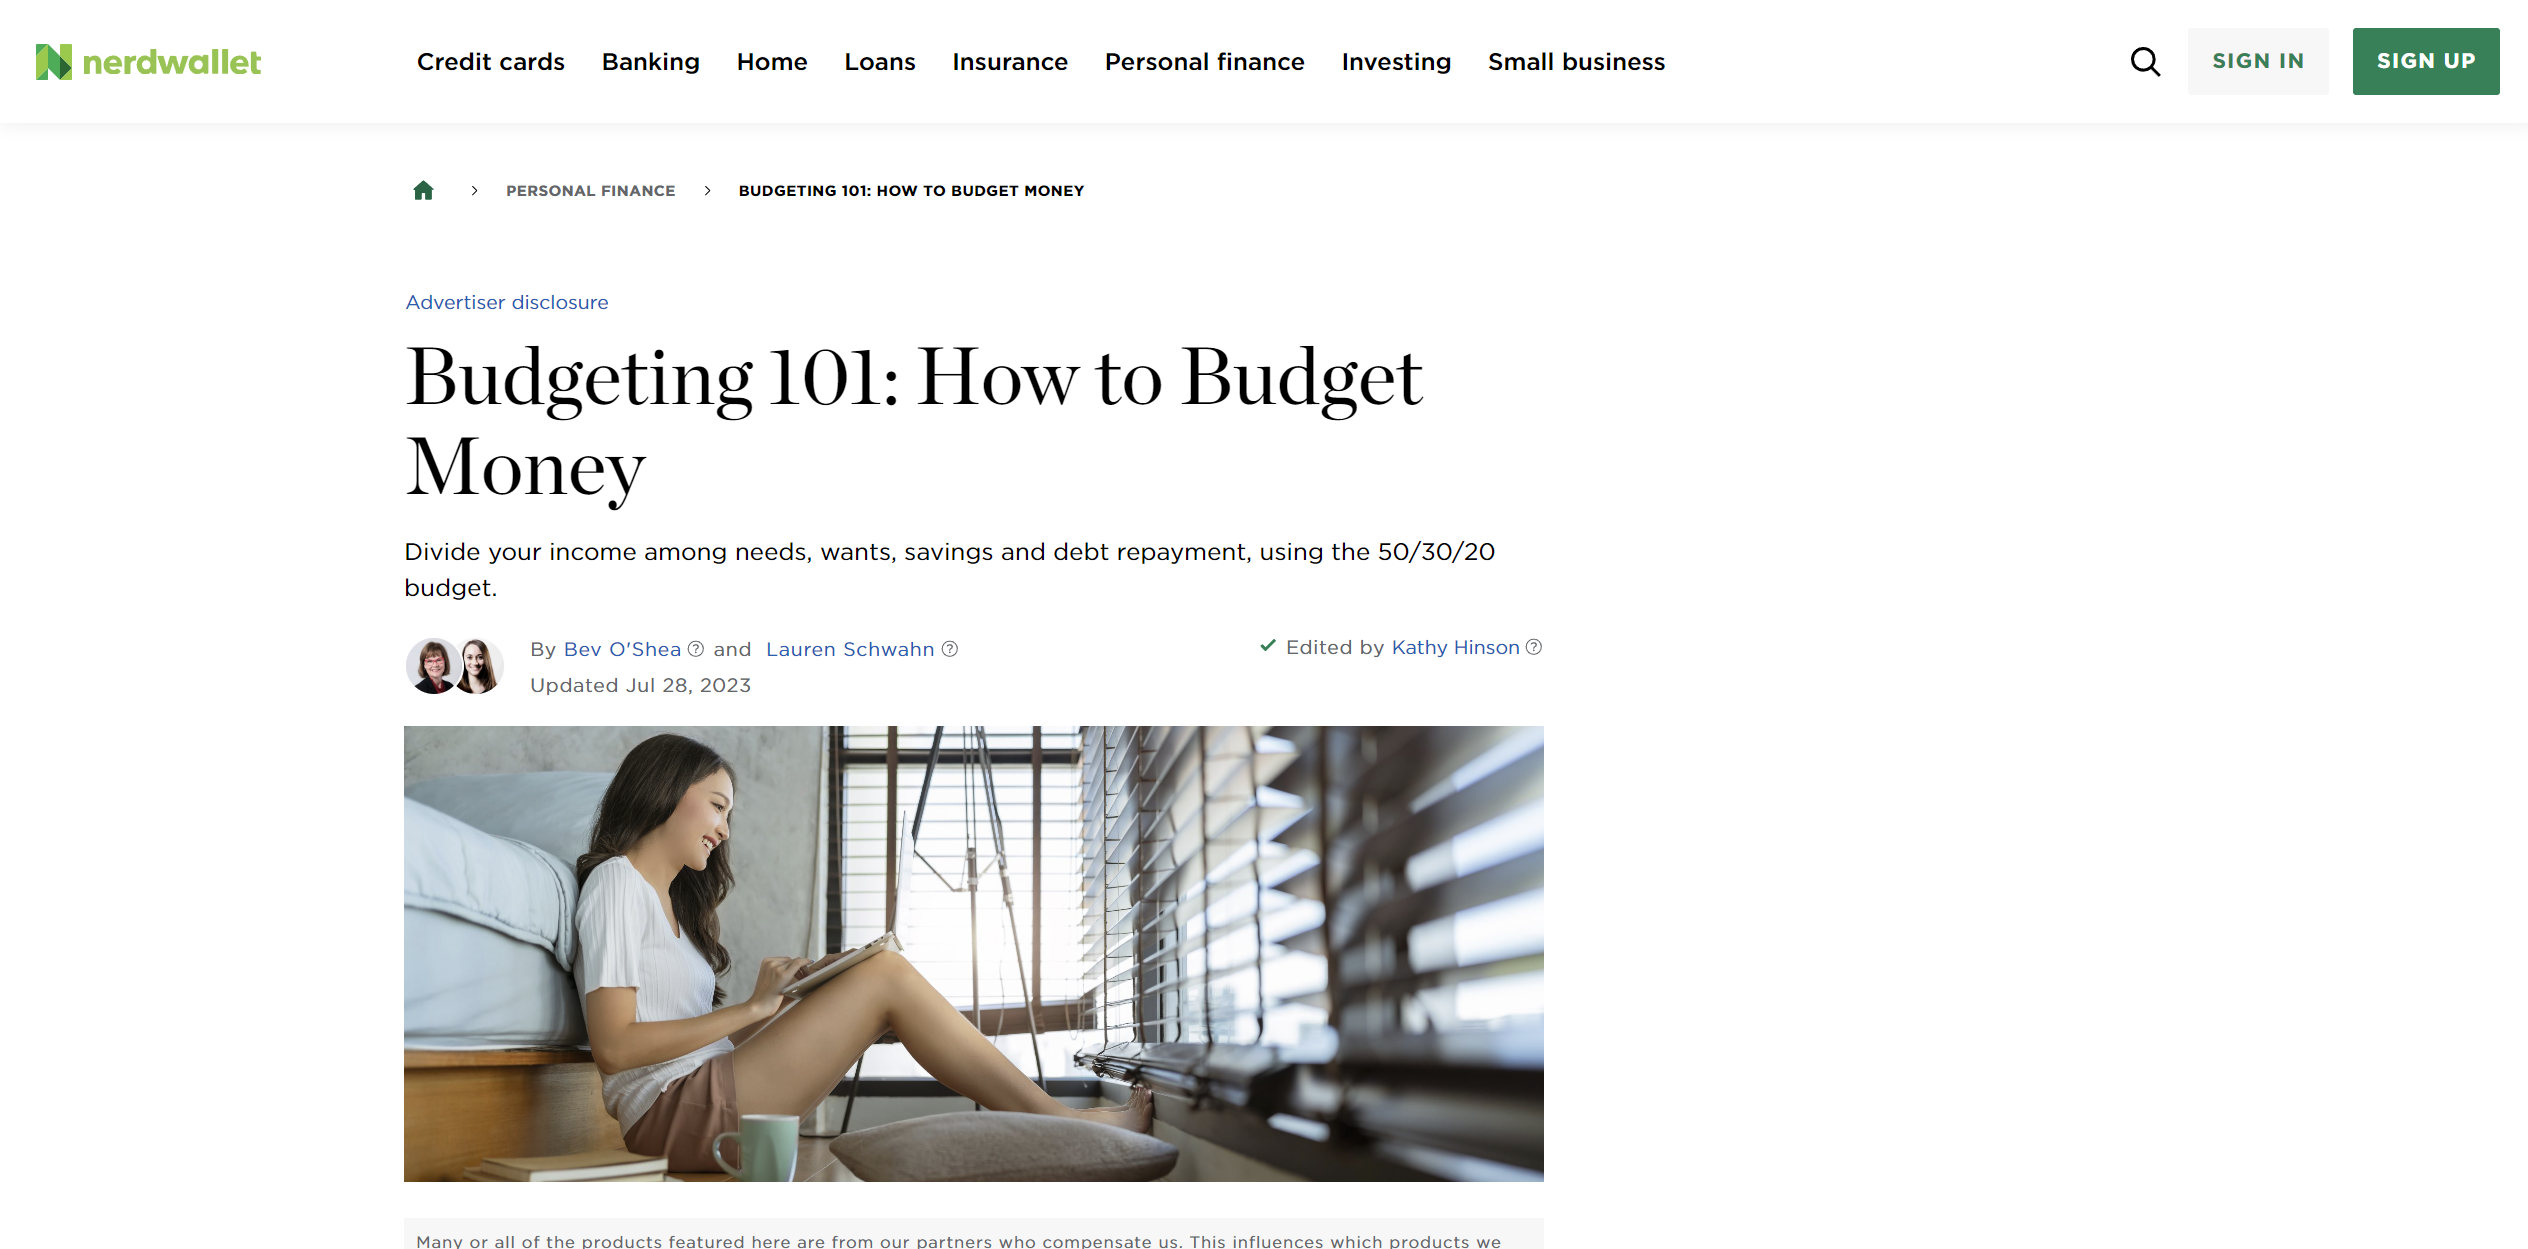 nerdwallet
Credit cards Banking Home Loans Insurance Personal finance Investing Small business
SIGN IN
SIGN UP
PERSONAL FINANCE > BUDGETING 101: HOW TO BUDGET MONEY
Advertiser disclosure
Budgeting 101: How to Budget
Money
Divide your income among needs, wants, savings and debt repayment, using the 50/30/20
budget.
By Bev O'Shea and Lauren Schwahn
Updated Jul 28, 2023
Edited by Kathy Hinson
Many or all of the products featured here are from our partners who compensate us. This influences which products we